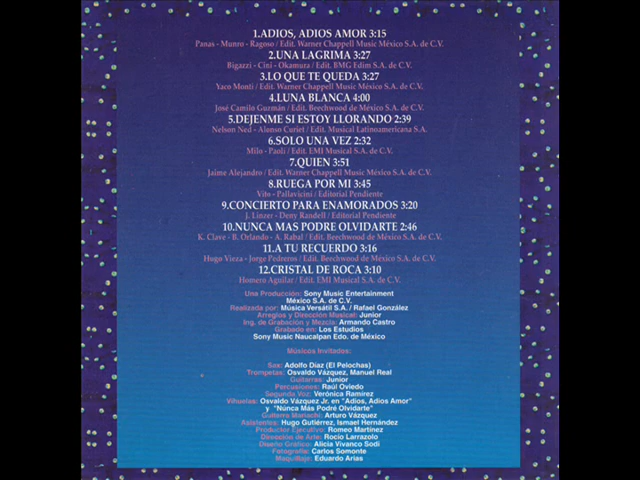 1.ADIOS, ADIOS AMOR 3:15
Panas - Munro - Ragoso / Edit. Warner Chappell Music México S.A. de C.V.
2.UNA LAGRIMA 3:27
Bigazzi - Cini - Okamura / Edit. BMG Edim S.A. de C.V.
3.LO QUE TE QUEDA 3:27
Yaco Monti / Edit. Warner Chappell Music México S.A. de C.V.
4.LUNA BLANCA 4:00
José Camilo Guzmán / Edit. Beechwood de México S.A. de C.V.
5.DEJENME SI ESTOY LLORANDO 2:39
Nelson Ned - Alonso Curiet / Edit. Musical Latinoamericana S.A.
6.SOLO UNA VEZ 2:32
Milo - Paoli / Edit. EMI Musical S.A. de C.V.
7.QUIEN 3:51
Jaime Alejandro / Edit. Warner Chappell Music México S.A. de C.V.
8.RUEGA POR MI 3:45
Vito - Pallavicini / Editorial Pendiente
9.CONCIERTO PARA ENAMORADOS 3:20
J. Linzer - Deny Randell / Editorial Pendiente
10.NUNCA MAS PODRE OLVIDARTE 2:46
K. Clave - B. Orlando - A. Rabal / Edit. Beechwood de México S.A. de C.V.
11.A TU RECUERDO 3:16
Hugo Vieza - Jorge Pedreros / Edit. Beechwood de México S.A. de C.V.
12.CRISTAL DE ROCA 3:10
Homero Aguilar / Edit. EMI Musical S.A. de C.V.
Una Producción: Sony Music Entertainment
México S.A. de C.V.
Realizada por: Música Versátil S.A. / Rafael González
Arreglos y Dirección Musical: Junior
Ing. de Grabación y Mezcla: Armando Castro
Grabado en: Los Estudios
Sony Music Naucalpan Edo. de México
Músicos Invitados:
Sax: Adolfo Díaz (El Pelochas)
Trompetas: Osvaldo Vázquez, Manuel Real
Guitarras: Junior
Percusiones: Raúl Oviedo
Segunda Voz: Verónica Ramírez
Vihuelas: Osvaldo Vázquez Jr. en "Adios, Adios Amor"
y "Nunca Más Podré Olvidarte"
Guitarra Mariachi: Arturo Vázquez
Asistentes: Hugo Gutiérrez, Ismael Hernández
Productor Ejecutivo: Romeo Martínez
Dirección de Arte: Rocío Larrazolo
Diseño Gráfico: Alicia Vivanco Sodi
Fotografía: Carlos Somonte
Maquillaje: Eduardo Arias